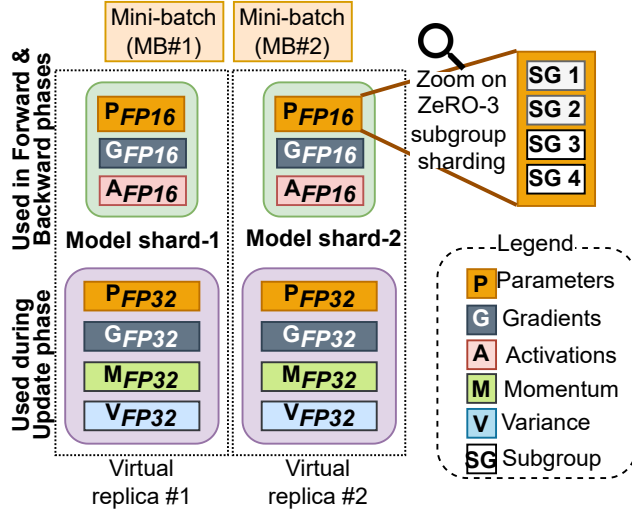 Mini-batch
(MB#1)
Mini-batch
(MB#2)
Used in Forward &
Backward phases
PFP16
GFP16
AFP16
Model shard-1
PFP16
GFP16
AFP16
Model shard-2
Zoom on
ZeRO-3
subgroup
sharding
SG 1
SG 2
SG 3
SG 4
Used during
Update phase
PFP32
GFP32
MFP32
VFP32
PFP32
GFP32
MFP32
VFP32
Virtual
replica #1
Virtual
replica #2
Legend
P Parameters
G Gradients
A Activations
M Momentum
V Variance
SG Subgroup